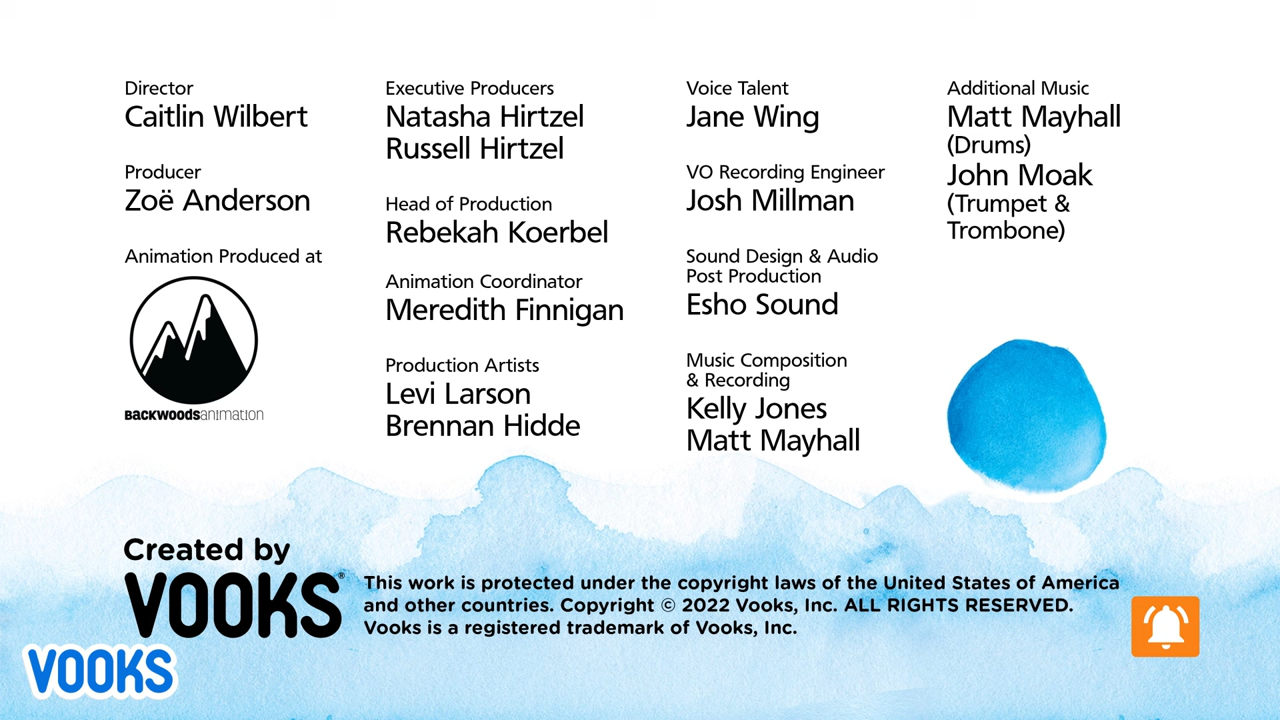 Director
Caitlin Wilbert
Producer
Zoë Anderson
Animation Produced at
BACKWOODSanimation
Executive Producers
Natasha Hirtzel
Russell Hirtzel
Head of Production
Rebekah Koerbel
Animation Coordinator
Meredith Finnigan
Production Artists
Levi Larson
Brennan Hidde
Voice Talent
Jane Wing
VO Recording Engineer
Josh Millman
Sound Design & Audio
Post Production
Esho Sound
Music Composition
& Recording
Kelly Jones
Matt Mayhall
Additional Music
Matt Mayhall
(Drums)
John Moak
(Trumpet &
Trombone)
Created by
VOOKS®
This work is protected under the copyright laws of the United States of America
and other countries. Copyright © 2022 Vooks, Inc. ALL RIGHTS RESERVED.
Vooks is a registered trademark of Vooks, Inc.
VOOKS